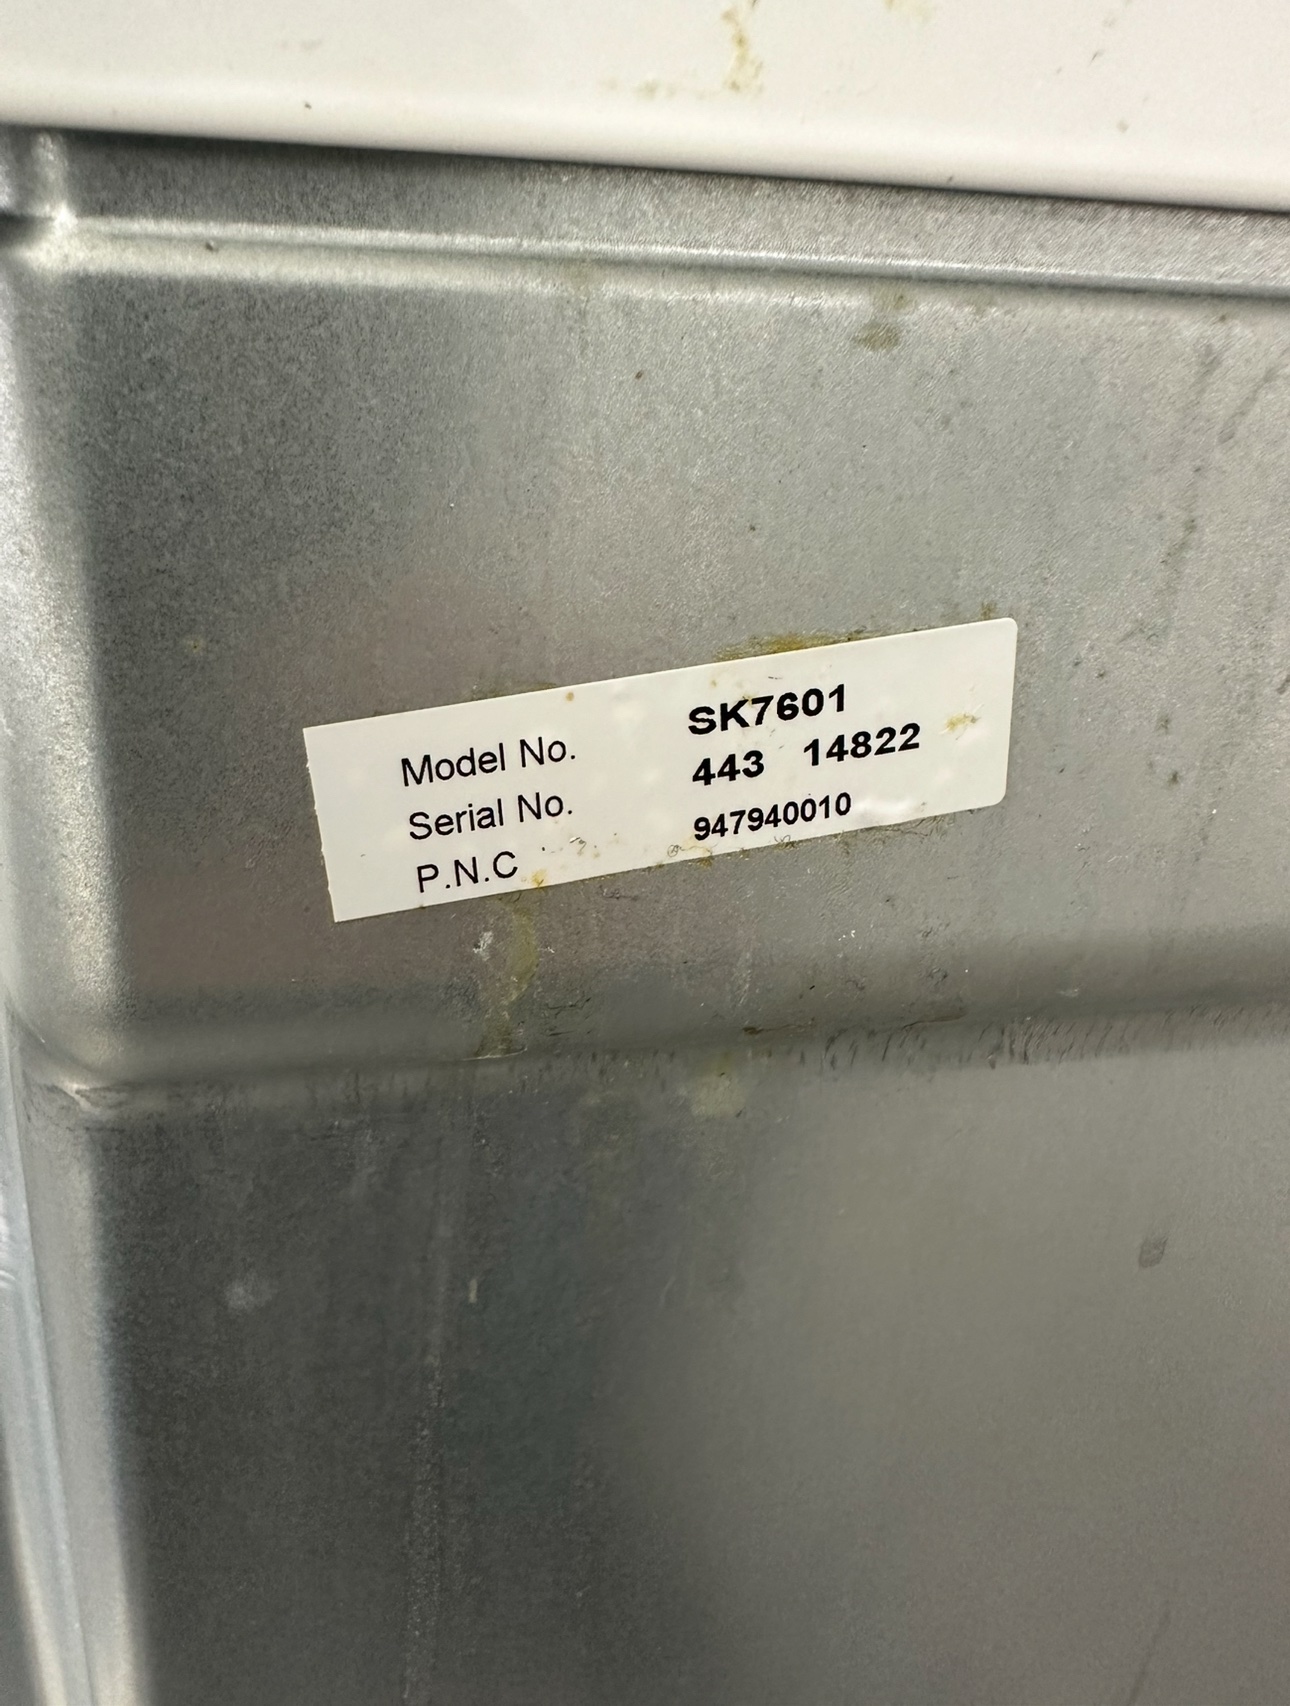 Model No. SK7601
Serial No. 443 14822
P.N.C 947940010